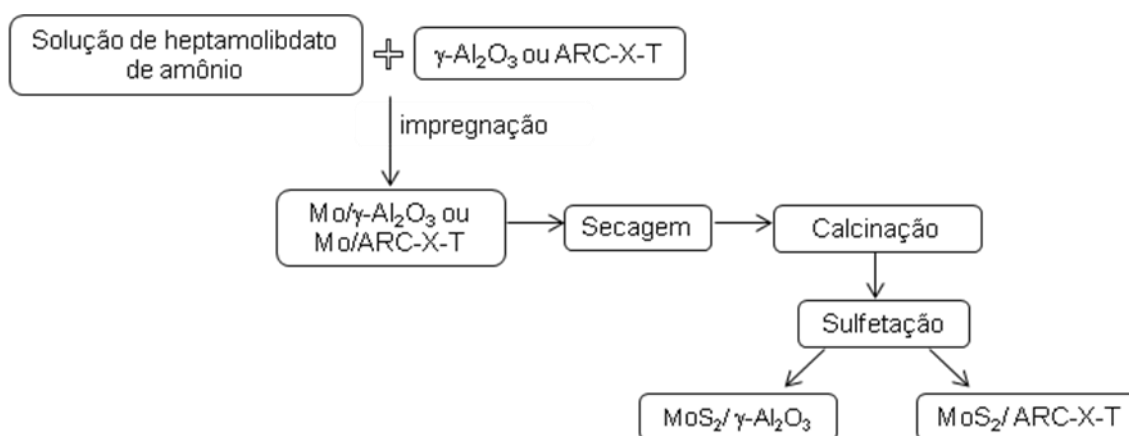 Solução de heptamolibdato
de amônio
γ-Al₂O₃ ou ARC-X-T
impregnação
Mo/γ-Al₂O₃ ou
Mo/ARC-X-T
Secagem
Calcinação
Sulfetação
MoS₂/ γ-Al₂O₃
MoS₂/ ARC-X-T